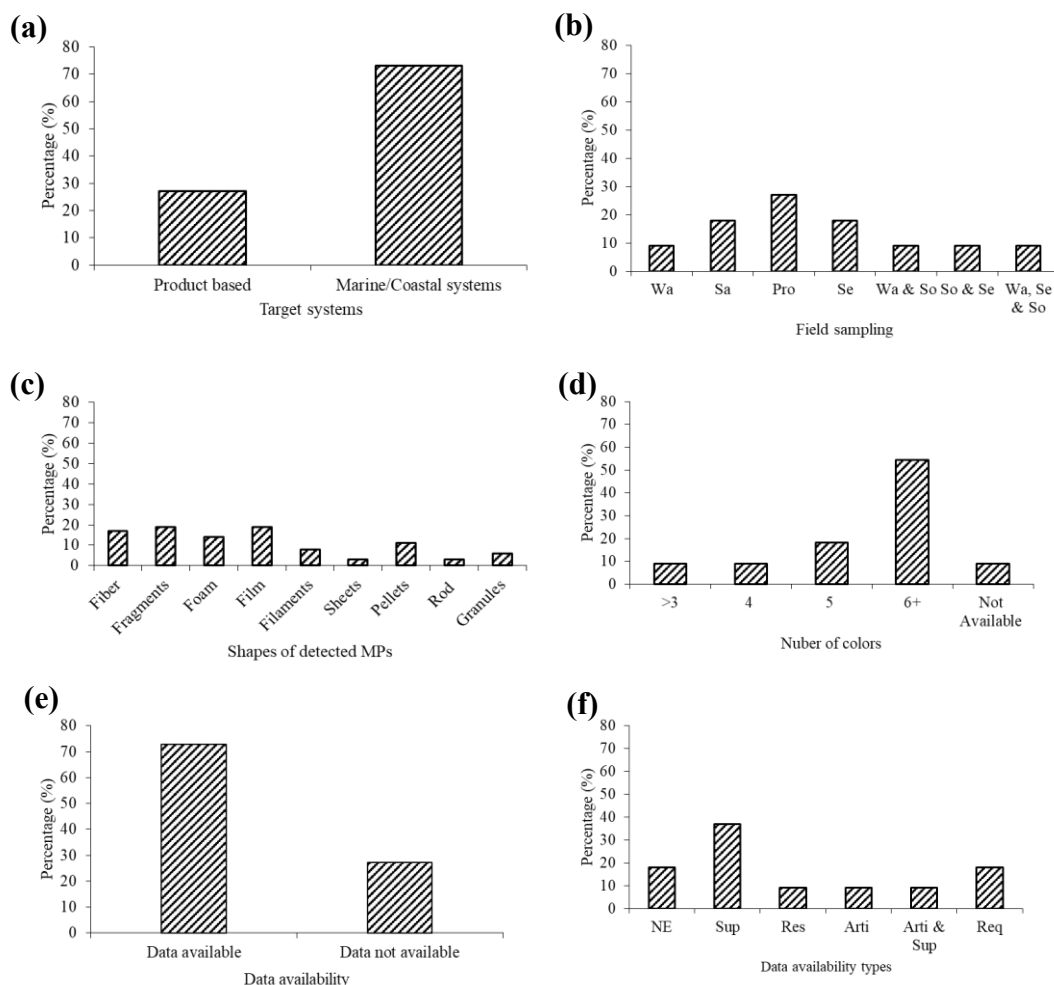 (a)
80
70
60
50
40
30
20
10
0
Percentage (%)
Product based
Marine/Coastal systems
Target systems
(b)
80
70
60
50
40
30
20
10
0
Percentage (%)
Wa
Sa
Pro
Se
Wa & So
So & Se
Wa, Se
& So
Field sampling
(c)
80
70
60
50
40
30
20
10
0
Percentage (%)
Fiber
Fragments
Foam
Film
Filaments
Sheets
Pellets
Rod
Granules
Shapes of detected MPs
(d)
80
70
60
50
40
30
20
10
0
Percentage (%)
>3
4
5
6+
Not
Available
Nuber of colors
(e)
80
70
60
50
40
30
20
10
0
Percentage (%)
Data available
Data not available
Data availability
(f)
80
70
60
50
40
30
20
10
0
Percentage (%)
NE
Sup
Res
Arti
Arti &
Sup
Req
Data availability types